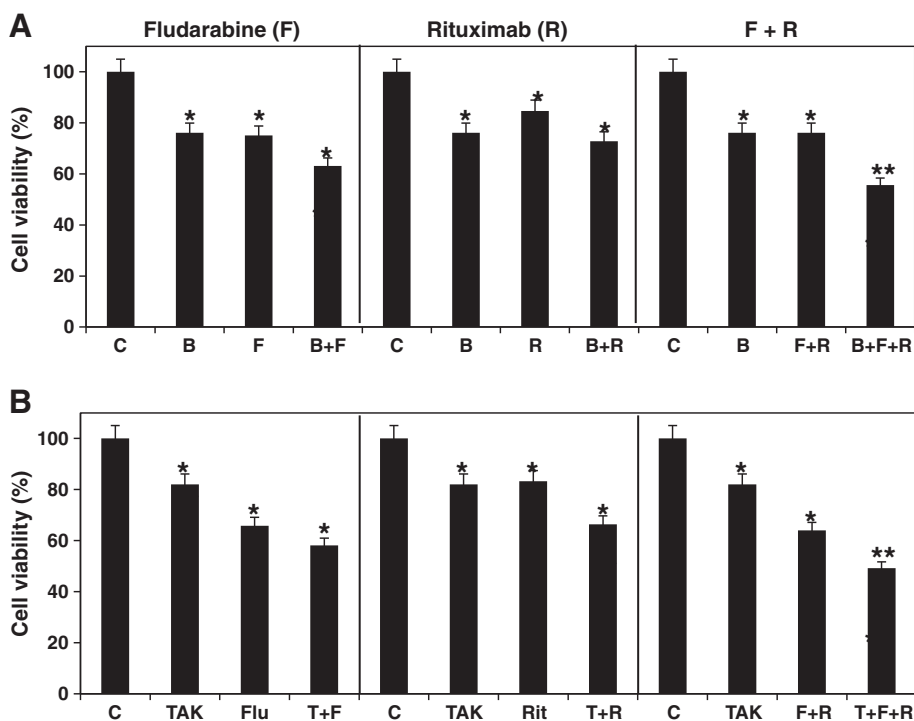 A
Fludarabine (F) Rituximab (R) F + R
Cell viability (%)
100
80
60
40
20
0
* * * * * * * * **
C B F B+F C B R B+R C B F+R B+F+R
B
Cell viability (%)
100
80
60
40
20
0
* * * * * * * * **
C TAK Flu T+F C TAK Rit T+R C TAK F+R T+F+R